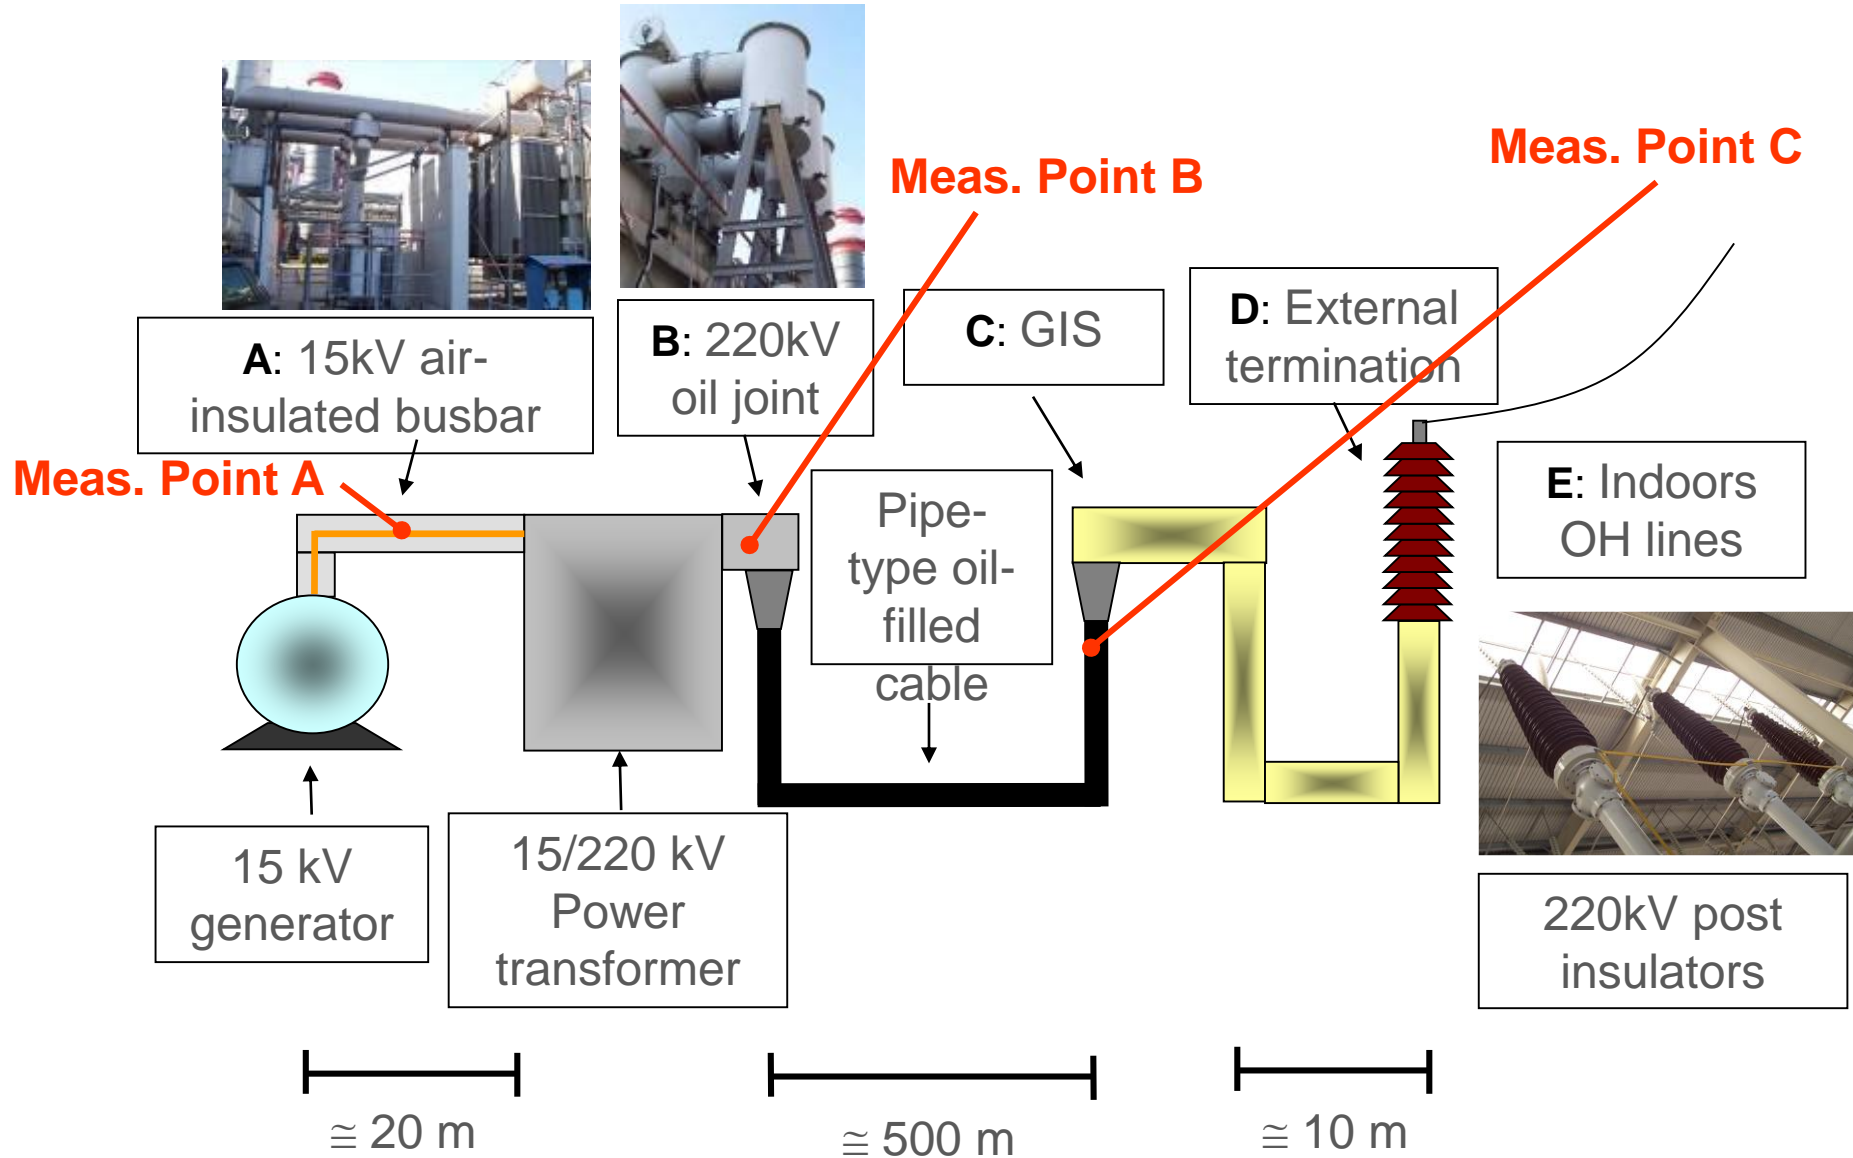 Meas. Point C
Meas. Point B
A: 15kV air-
insulated busbar
B: 220kV
oil joint
C: GIS
D: External
termination
Meas. Point A
E: Indoors
OH lines
Pipe-
type oil-
filled
cable
15 kV
generator
15/220 kV
Power
transformer
220kV post
insulators
≅ 20 m
≅ 500 m
≅ 10 m